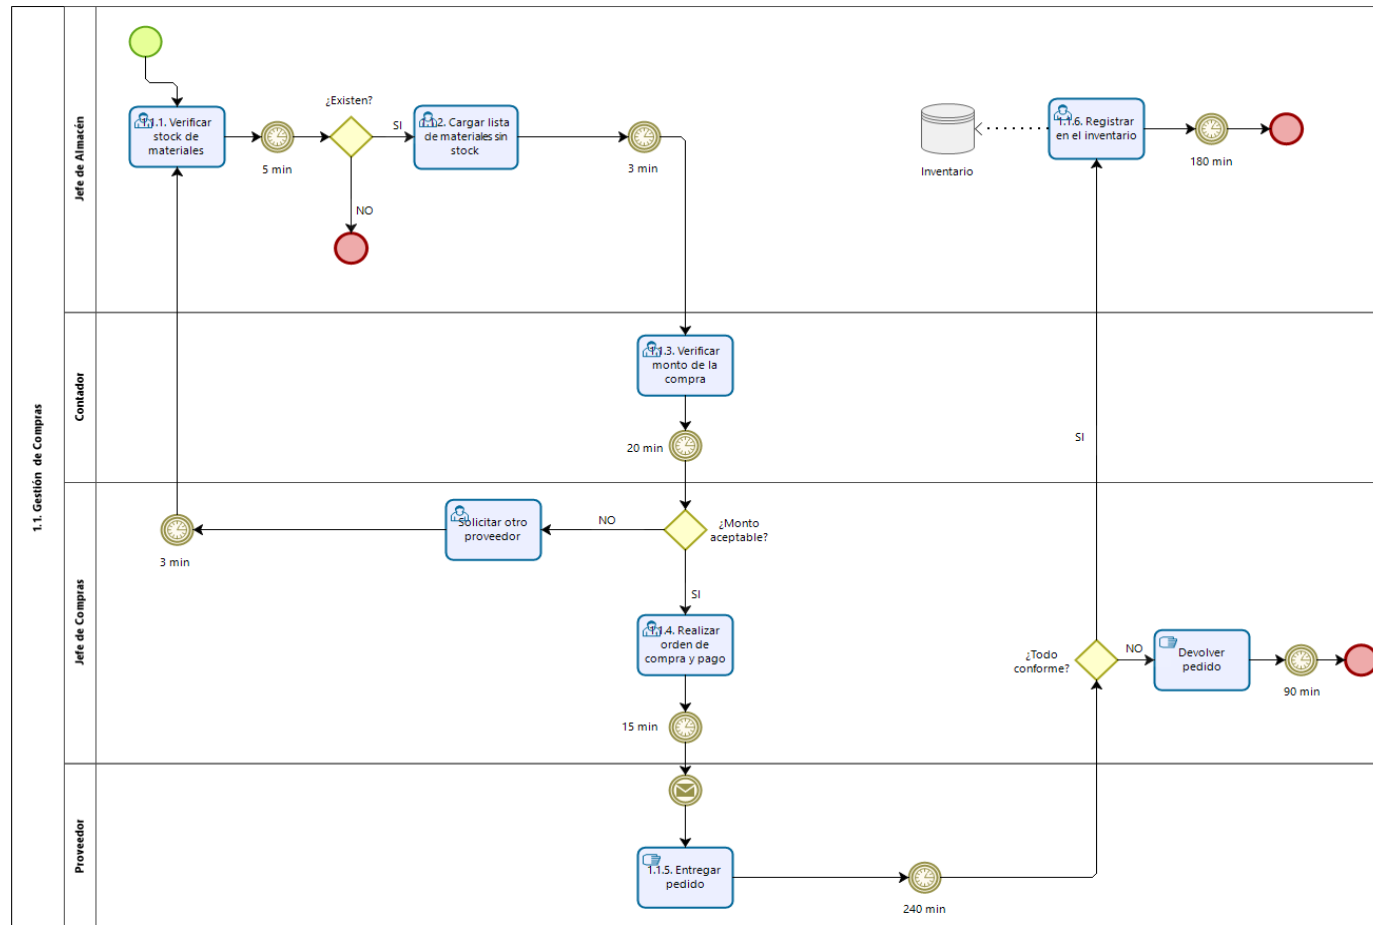 1.1. Gestión de Compras
Jefe de Almacén
1.1.1. Verificar
stock de
materiales
5 min
¿Existen?
SI
NO
1.1.2. Cargar lista
de materiales sin
stock
3 min
Inventario
1.1.6. Registrar
en el inventario
180 min
Contador
1.1.3. Verificar
monto de la
compra
20 min
SI
Jefe de Compras
3 min
Solicitar otro
proveedor
NO
¿Monto
aceptable?
SI
1.1.4. Realizar
orden de
compra y pago
15 min
¿Todo
conforme?
NO
Devolver
pedido
90 min
Proveedor
1.1.5. Entregar
pedido
240 min